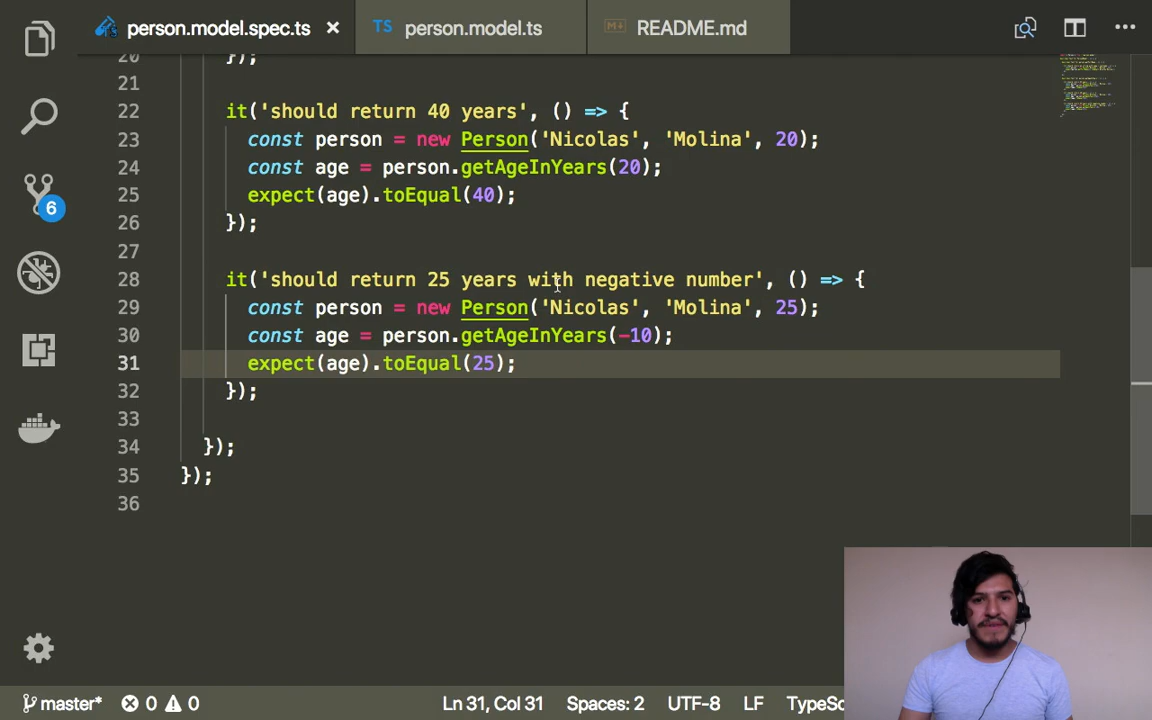 person.model.spec.ts × TS person.model.ts README.md
20 });
21
22 it('should return 40 years', () => {
23 const person = new Person('Nicolas', 'Molina', 20);
24 const age = person.getAgeInYears(20);
25 expect(age).toEqual(40);
26 });
27
28 it('should return 25 years with negative number', () => {
29 const person = new Person('Nicolas', 'Molina', 25);
30 const age = person.getAgeInYears(-10);
31 expect(age).toEqual(25);
32 });
33
34 });
35 });
36
6
master* 0 0 Ln 31, Col 31 Spaces: 2 UTF-8 LF TypeSc